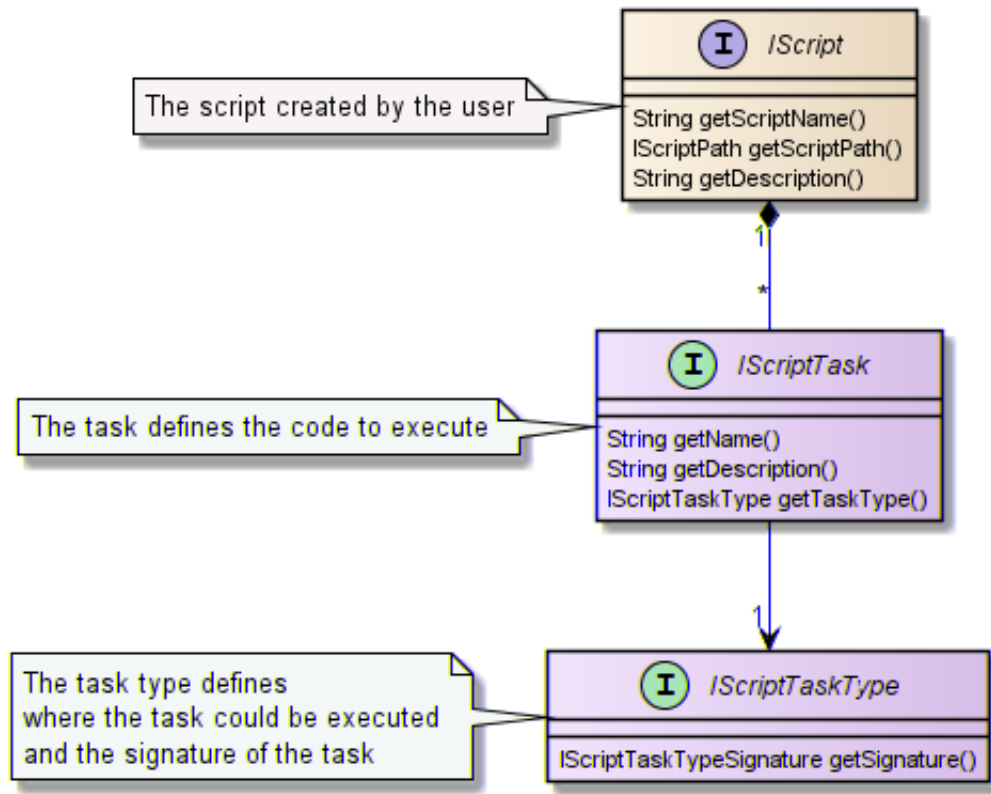 I IScript
The script created by the user
String getScriptName()
IScriptPath getScriptPath()
String getDescription()
1
*
I IScriptTask
The task defines the code to execute
String getName()
String getDescription()
IScriptTaskType getTaskType()
1
I IScriptTaskType
The task type defines
where the task could be executed
and the signature of the task
IScriptTaskTypeSignature getSignature()